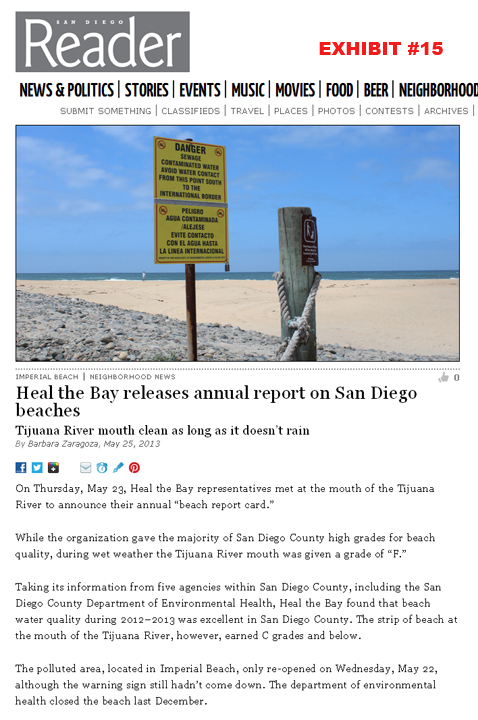 SAN DIEGO
Reader
EXHIBIT #15
NEWS & POLITICS | STORIES | EVENTS | MUSIC | MOVIES | FOOD | BEER | NEIGHBORHOOD
SUBMIT SOMETHING | CLASSIFIEDS | TRAVEL | PLACES | PHOTOS | CONTESTS | ARCHIVES |
DANGER
SEWAGE
CONTAMINATED WATER
AVOID WATER CONTACT
FROM THIS POINT SOUTH
TO THE
INTERNATIONAL BORDER
PELIGRO
AGUA CONTAMINADA
¡ALEJESE
EVITE CONTACTO
CON EL AGUA HASTA
LA LINEA INTERNACIONAL
IMPERIAL BEACH | NEIGHBORHOOD NEWS
0
Heal the Bay releases annual report on San Diego
beaches
Tijuana River mouth clean as long as it doesn't rain
By Barbara Zaragoza, May 25, 2013
On Thursday, May 23, Heal the Bay representatives met at the mouth of the Tijuana
River to announce their annual “beach report card.”
While the organization gave the majority of San Diego County high grades for beach
quality, during wet weather the Tijuana River mouth was given a grade of “F.”
Taking its information from five agencies within San Diego County, including the San
Diego County Department of Environmental Health, Heal the Bay found that beach
water quality during 2012–2013 was excellent in San Diego County. The strip of beach at
the mouth of the Tijuana River, however, earned C grades and below.
The polluted area, located in Imperial Beach, only re-opened on Wednesday, May 22,
although the warning sign still hadn't come down. The department of environmental
health closed the beach last December.